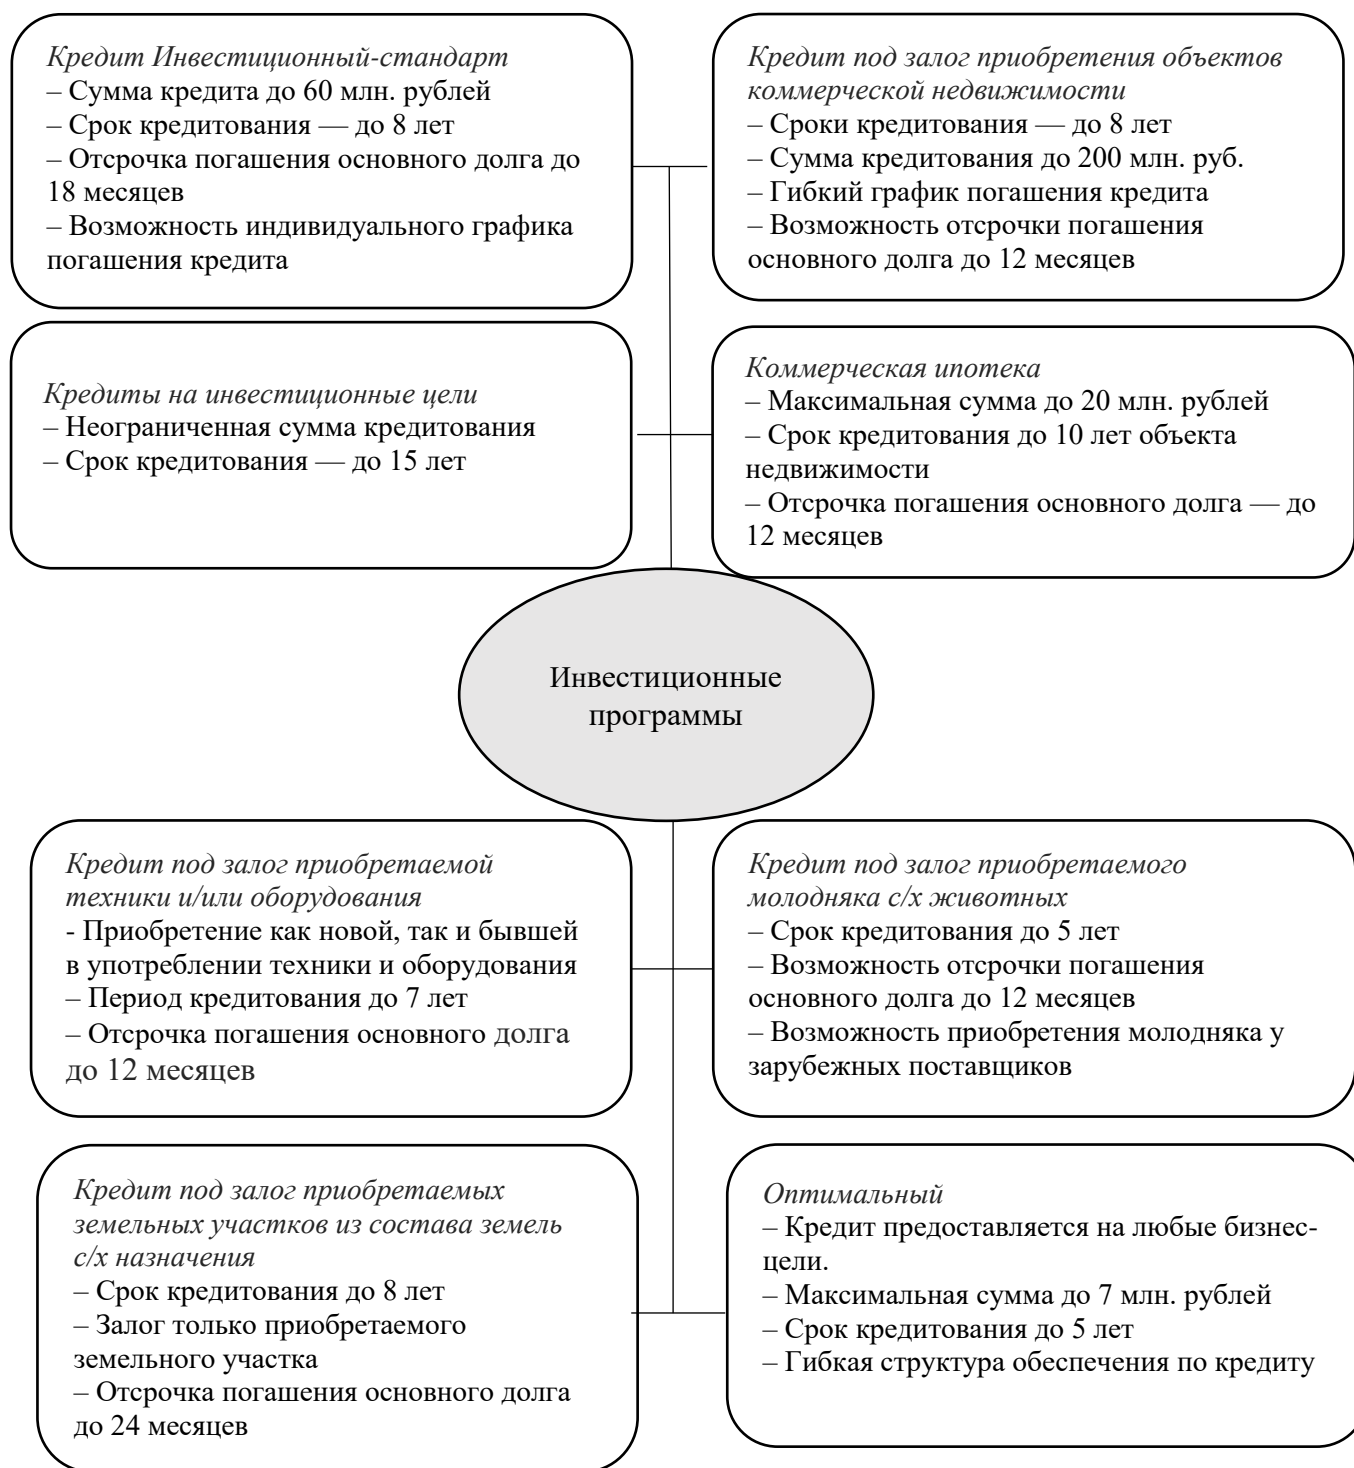 Кредит Инвестиционный-стандарт
– Сумма кредита до 60 млн. рублей
– Срок кредитования — до 8 лет
– Отсрочка погашения основного долга до
18 месяцев
– Возможность индивидуального графика
погашения кредита
Кредит под залог приобретения объектов
коммерческой недвижимости
– Сроки кредитования — до 8 лет
– Сумма кредитования до 200 млн. руб.
– Гибкий график погашения кредита
– Возможность отсрочки погашения
основного долга до 12 месяцев
Кредиты на инвестиционные цели
– Неограниченная сумма кредитования
– Срок кредитования — до 15 лет
Коммерческая ипотека
– Максимальная сумма до 20 млн. рублей
– Срок кредитования до 10 лет объекта
недвижимости
– Отсрочка погашения основного долга — до
12 месяцев
Инвестиционные
программы
Кредит под залог приобретаемой
техники и/или оборудования
- Приобретение как новой, так и бывшей
в употреблении техники и оборудования
– Период кредитования до 7 лет
– Отсрочка погашения основного долга
до 12 месяцев
Кредит под залог приобретаемого
молодняка с/х животных
– Срок кредитования до 5 лет
– Возможность отсрочки погашения
основного долга до 12 месяцев
– Возможность приобретения молодняка у
зарубежных поставщиков
Кредит под залог приобретаемых
земельных участков из состава земель
с/х назначения
– Срок кредитования до 8 лет
– Залог только приобретаемого
земельного участка
– Отсрочка погашения основного долга
до 24 месяцев
Оптимальный
– Кредит предоставляется на любые бизнес-
цели.
– Максимальная сумма до 7 млн. рублей
– Срок кредитования до 5 лет
– Гибкая структура обеспечения по кредиту